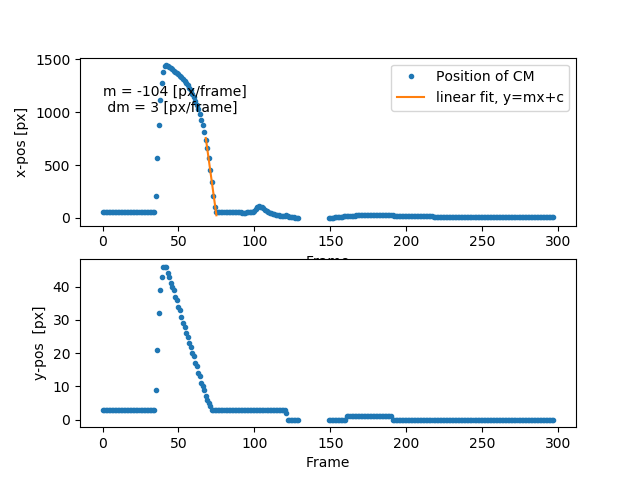 1500
1000
500
0
x-pos [px]
m = -104 [px/frame]
dm = 3 [px/frame]
Position of CM
linear fit, y=mx+c
0 50 100 150 200 250 300
Frame
40
30
20
10
0
y-pos [px]
0 50 100 150 200 250 300
Frame